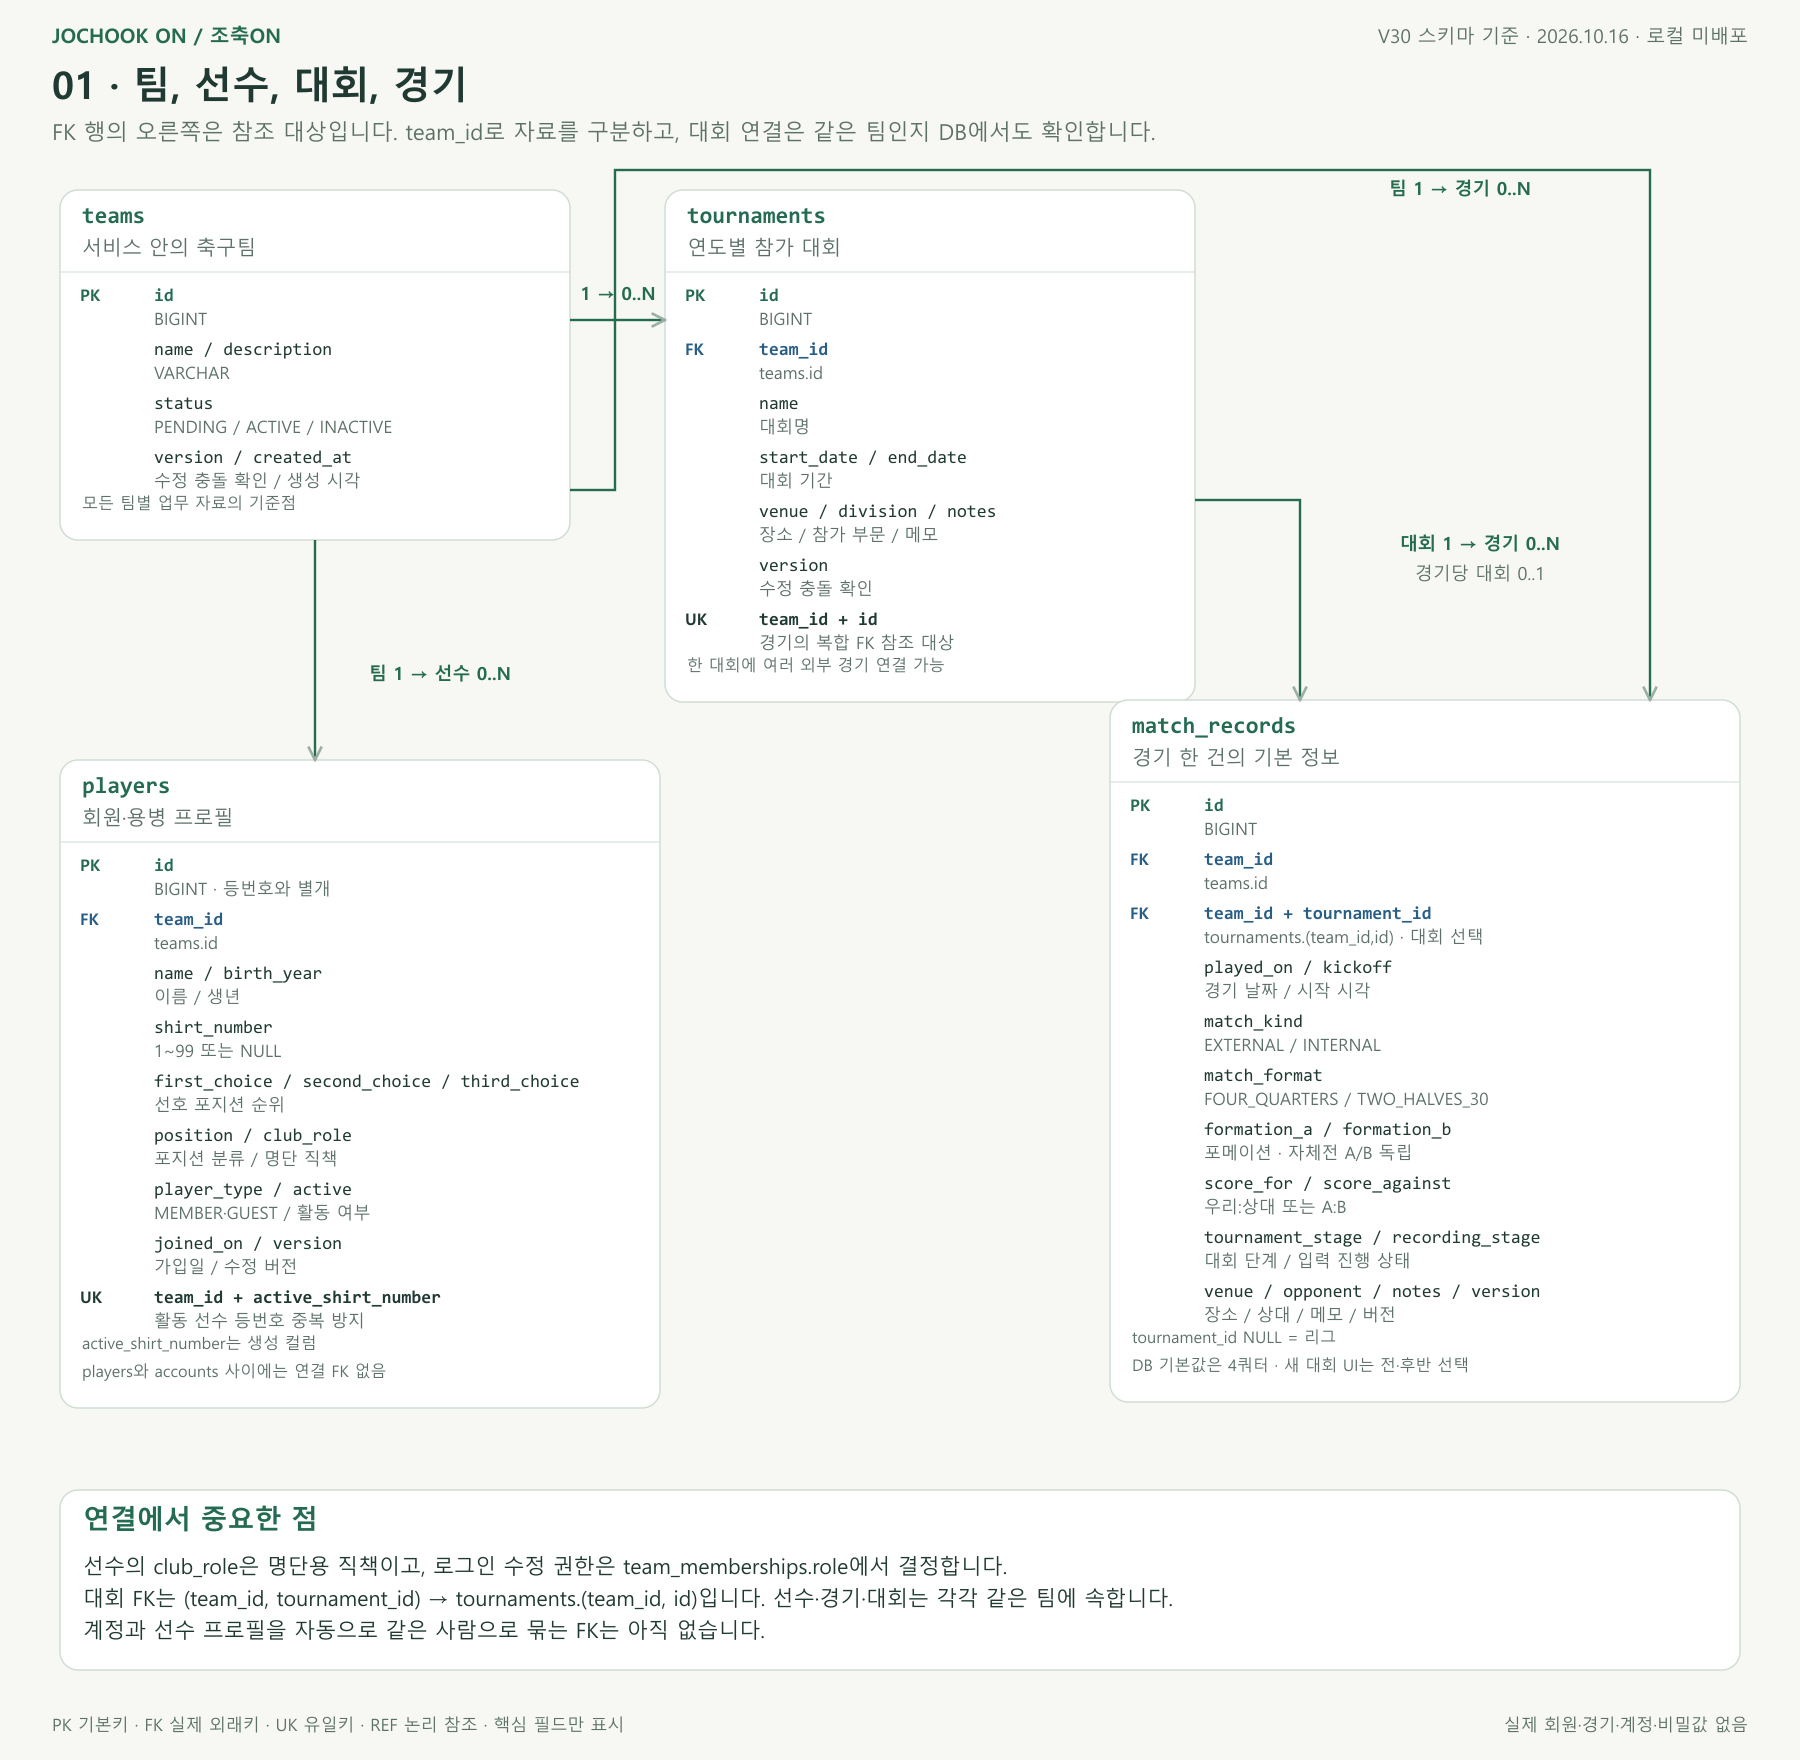 JOCHOOK ON / 조축ON
V30 스키마 기준 · 2026.10.16 · 로컬 미배포
01 · 팀, 선수, 대회, 경기
FK 행의 오른쪽은 참조 대상입니다. team_id로 자료를 구분하고, 대회 연결은 같은 팀인지 DB에서도 확인합니다.
팀 1 → 경기 0..N
teams
서비스 안의 축구팀
PK id
BIGINT
name / description
VARCHAR
status
PENDING / ACTIVE / INACTIVE
version / created_at
수정 충돌 확인 / 생성 시각
모든 팀별 업무 자료의 기준점
1 → 0..N
tournaments
연도별 참가 대회
PK id
BIGINT
FK team_id
teams.id
name
대회명
start_date / end_date
대회 기간
venue / division / notes
장소 / 참가 부문 / 메모
version
수정 충돌 확인
UK team_id + id
경기의 복합 FK 참조 대상
한 대회에 여러 외부 경기 연결 가능
대회 1 → 경기 0..N
경기당 대회 0..1
팀 1 → 선수 0..N
players
회원·용병 프로필
PK id
BIGINT · 등번호와 별개
FK team_id
teams.id
name / birth_year
이름 / 생년
shirt_number
1~99 또는 NULL
first_choice / second_choice / third_choice
선호 포지션 순위
position / club_role
포지션 분류 / 명단 직책
player_type / active
MEMBER·GUEST / 활동 여부
joined_on / version
가입일 / 수정 버전
UK team_id + active_shirt_number
활동 선수 등번호 중복 방지
active_shirt_number는 생성 컬럼
players와 accounts 사이에는 연결 FK 없음
match_records
경기 한 건의 기본 정보
PK id
BIGINT
FK team_id
teams.id
FK team_id + tournament_id
tournaments.(team_id,id) · 대회 선택
played_on / kickoff
경기 날짜 / 시작 시각
match_kind
EXTERNAL / INTERNAL
match_format
FOUR_QUARTERS / TWO_HALVES_30
formation_a / formation_b
포메이션 · 자체전 A/B 독립
score_for / score_against
우리:상대 또는 A:B
tournament_stage / recording_stage
대회 단계 / 입력 진행 상태
venue / opponent / notes / version
장소 / 상대 / 메모 / 버전
tournament_id NULL = 리그
DB 기본값은 4쿼터 · 새 대회 UI는 전·후반 선택
연결에서 중요한 점
선수의 club_role은 명단용 직책이고, 로그인 수정 권한은 team_memberships.role에서 결정합니다.
대회 FK는 (team_id, tournament_id) → tournaments.(team_id, id)입니다. 선수·경기·대회는 각각 같은 팀에 속합니다.
계정과 선수 프로필을 자동으로 같은 사람으로 묶는 FK는 아직 없습니다.
PK 기본키 · FK 실제 외래키 · UK 유일키 · REF 논리 참조 · 핵심 필드만 표시
실제 회원·경기·계정·비밀값 없음